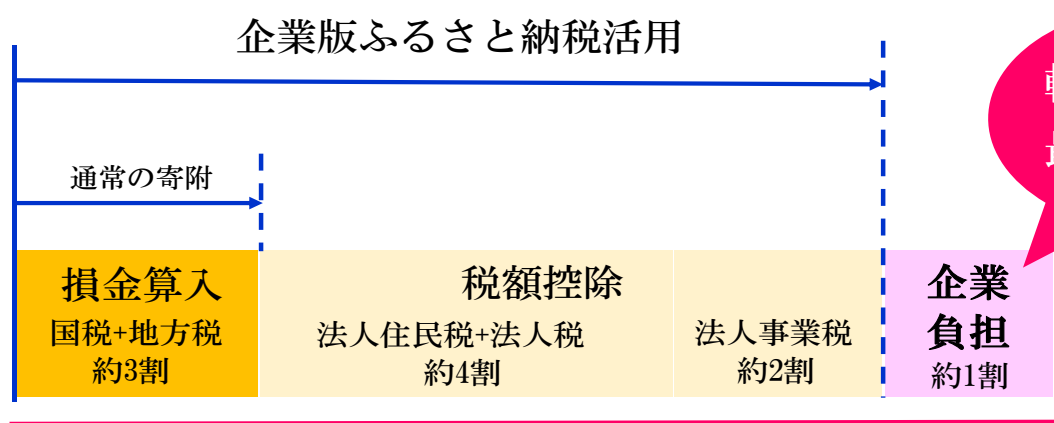 企業版ふるさと納税活用
通常の寄附
損金算入
国税+地方税
約3割
税額控除
法人住民税+法人税
約4割
法人事業税
約2割
企業
負担
約1割